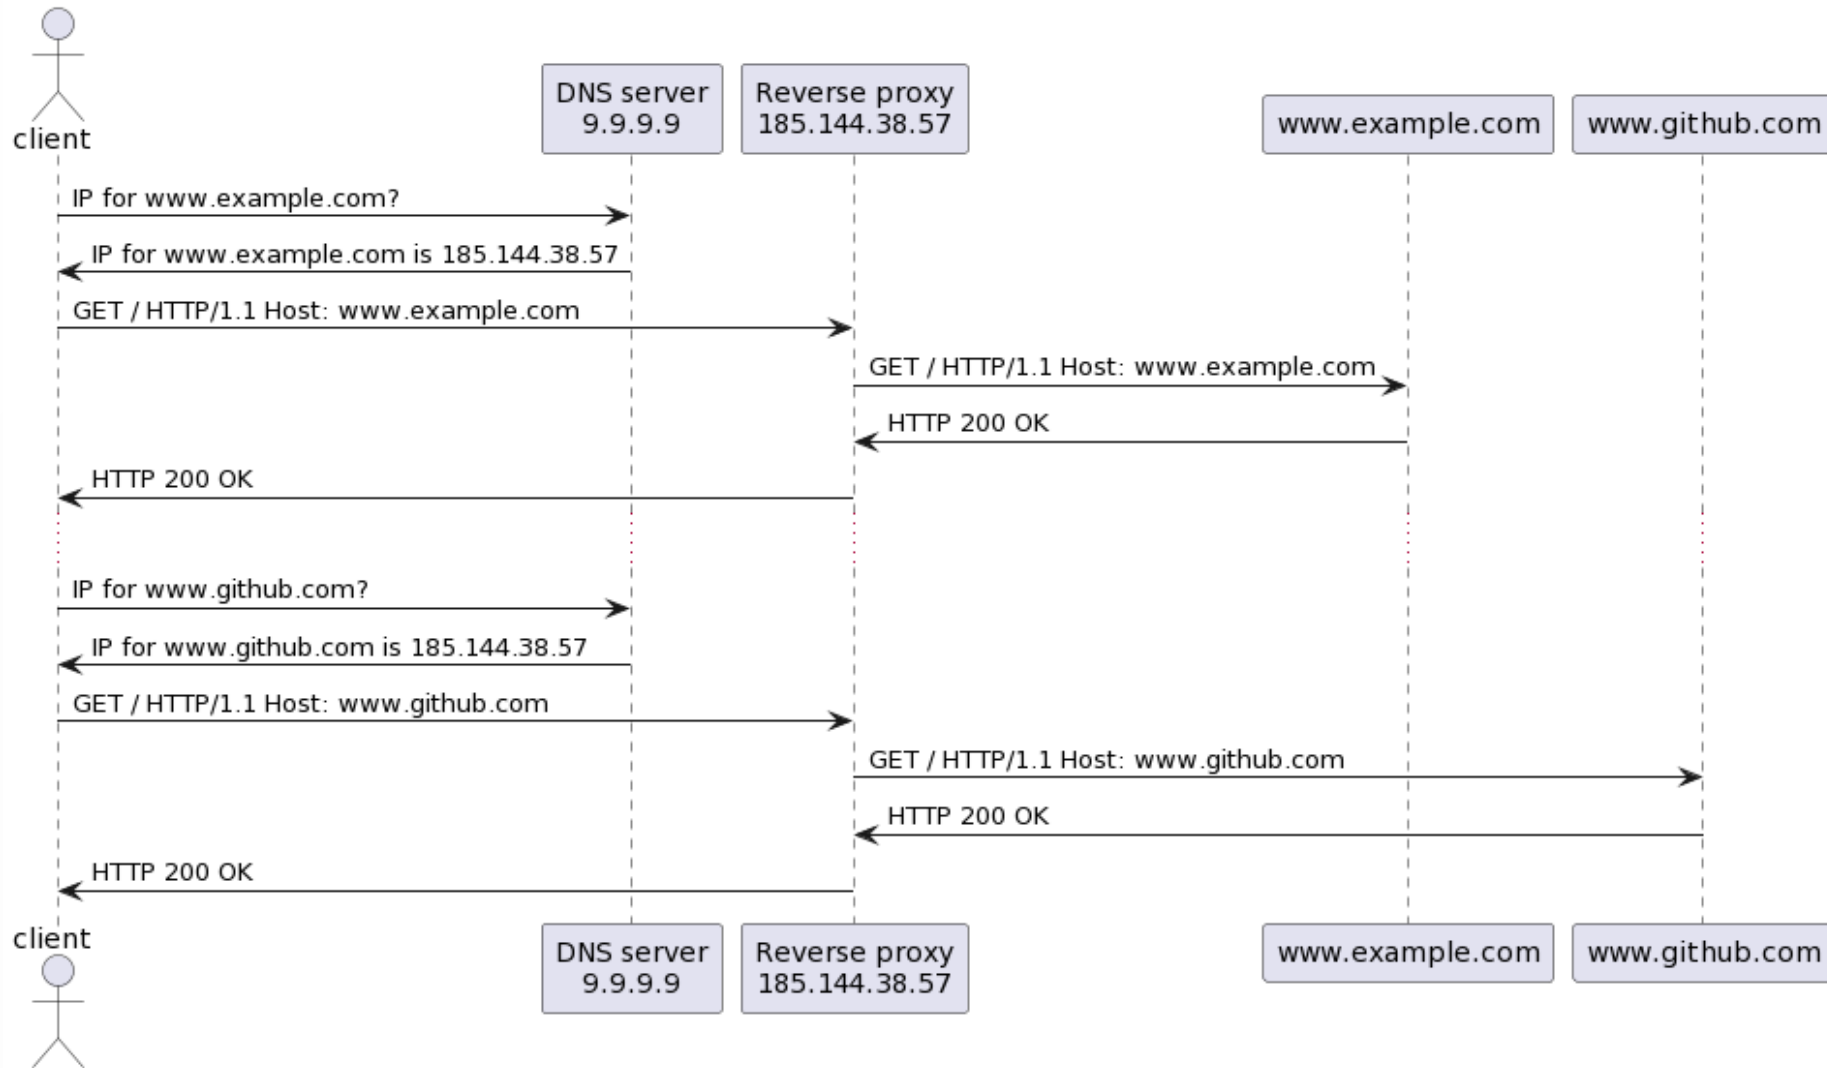 client
DNS server
9.9.9.9
Reverse proxy
185.144.38.57
www.example.com
www.github.com
IP for www.example.com?
IP for www.example.com is 185.144.38.57
GET / HTTP/1.1 Host: www.example.com
GET / HTTP/1.1 Host: www.example.com
HTTP 200 OK
HTTP 200 OK
IP for www.github.com?
IP for www.github.com is 185.144.38.57
GET / HTTP/1.1 Host: www.github.com
GET / HTTP/1.1 Host: www.github.com
HTTP 200 OK
HTTP 200 OK
client
DNS server
9.9.9.9
Reverse proxy
185.144.38.57
www.example.com
www.github.com